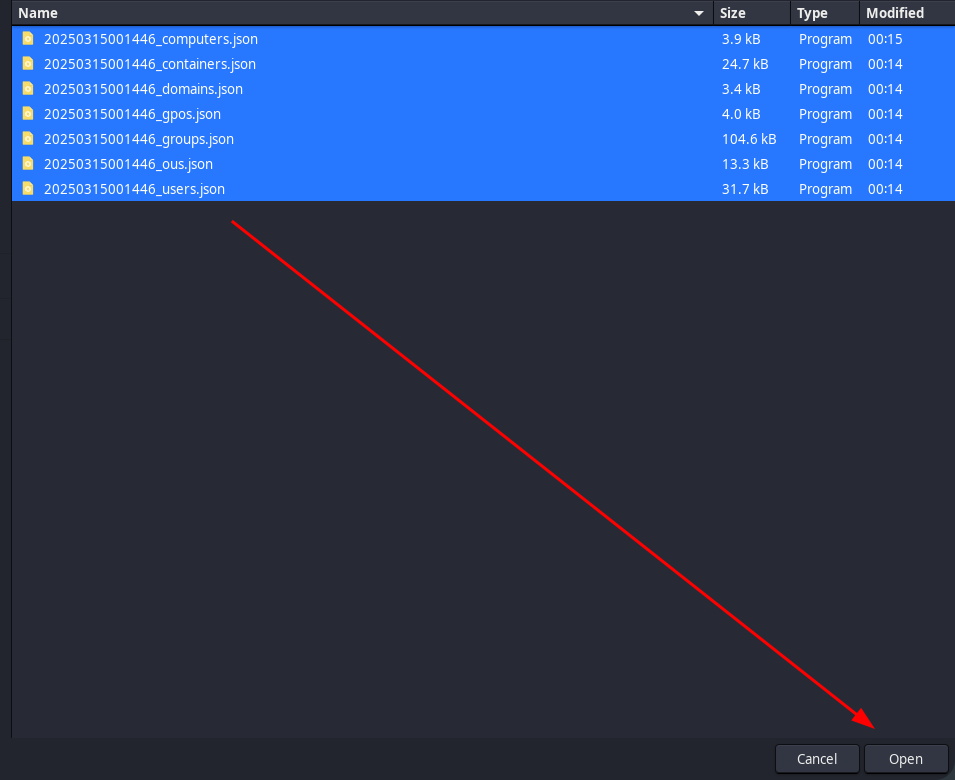 Name Size Type Modified
20250315001446_computers.json 3.9 kB Program 00:15
20250315001446_containers.json 24.7 kB Program 00:14
20250315001446_domains.json 3.4 kB Program 00:14
20250315001446_gpos.json 4.0 kB Program 00:14
20250315001446_groups.json 104.6 kB Program 00:14
20250315001446_ous.json 13.3 kB Program 00:14
20250315001446_users.json 31.7 kB Program 00:14
Cancel Open